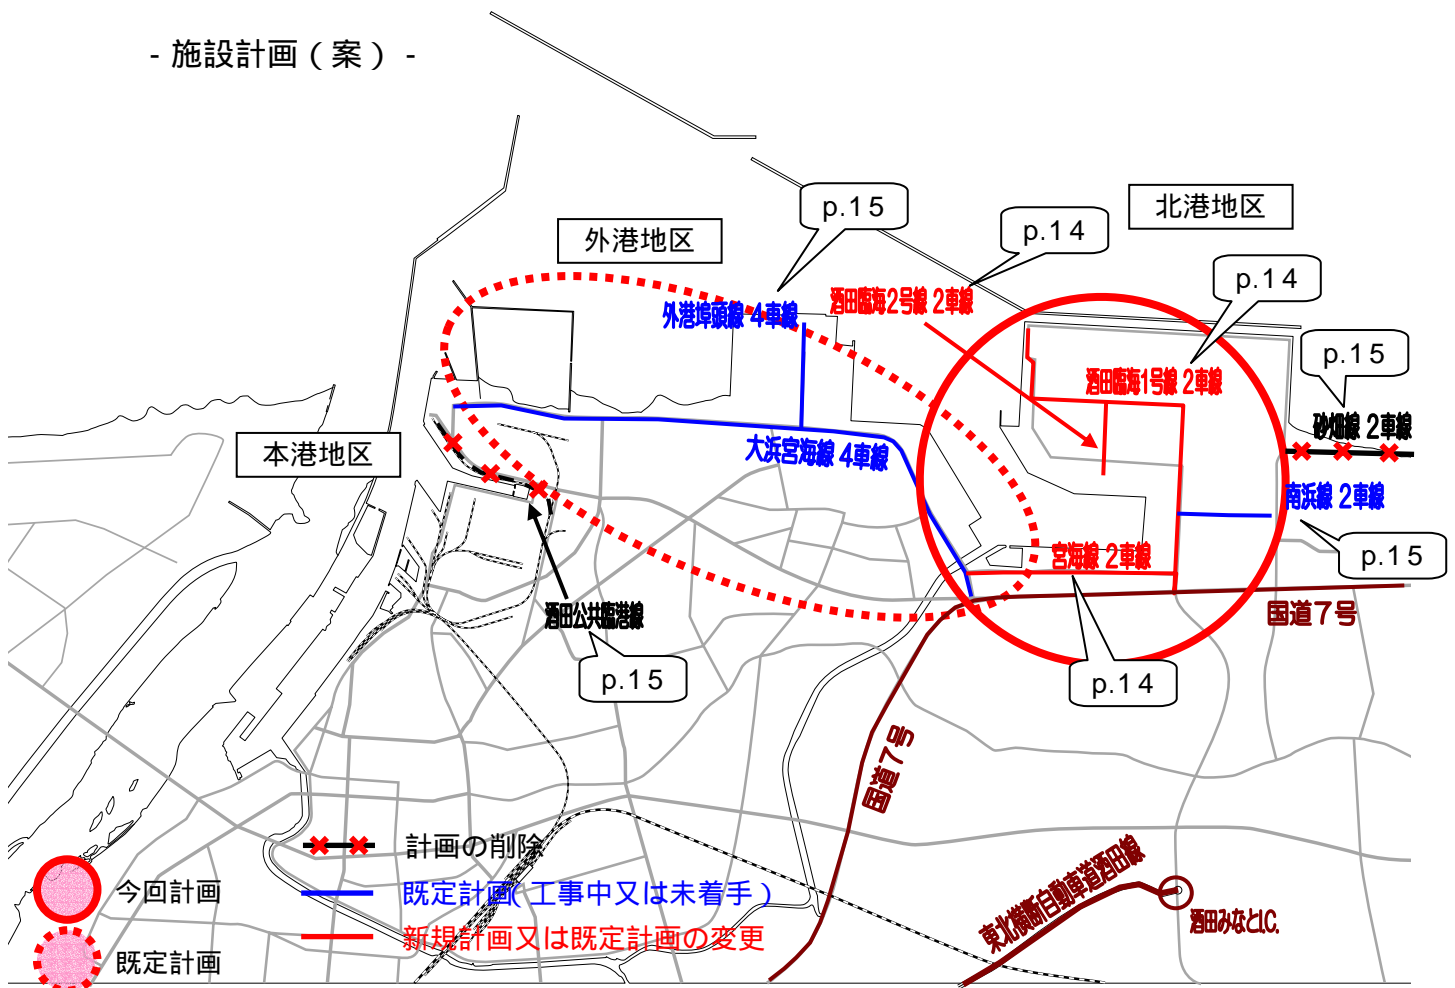 - 施設計画（案） -
p.15
北港地区
外港地区
p.14
p.14
酒田臨海2号線 2車線
外港埠頭線 4車線
p.15
酒田臨海1号線 2車線
砂畑線 2車線
本港地区
大浜宮海線 4車線
南浜線 2車線
p.15
宮海線 2車線
酒田公共臨港線
国道７号
p.15
p.14
国道７号
計画の削除
東北横断自動車道酒田線
今回計画
既定計画（工事中又は未着手）
酒田みなとI.C.
新規計画又は既定計画の変更
既定計画